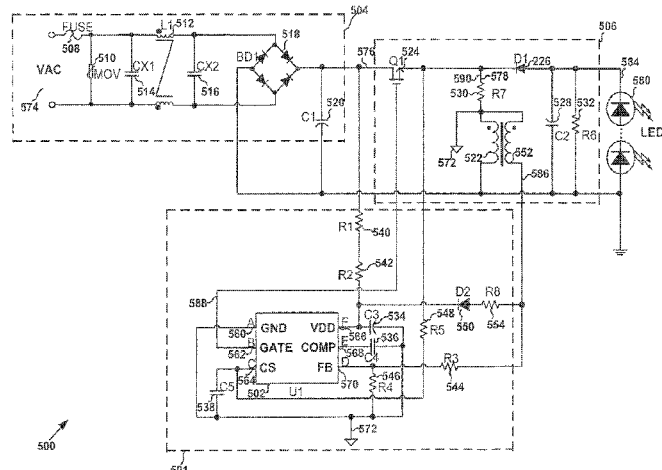 FUSE
508
VAC
574
510
MOV
CX1
514
L1
512
CX2
516
BD1
518
504
C1
520
576
Q1
524
506
590
578
530
R7
D1
226
528
C2
532
R6
584
580
LED
572
522
552
586
R1
540
R2
542
588
D2
550
R8
554
548
R5
A
GND
560
B
GATE
562
C
CS
564
502
U1
VDD
F
566
COMP
E
568
FB
D
570
C3
534
536
C4
546
R4
R3
544
C5
538
572
500
501